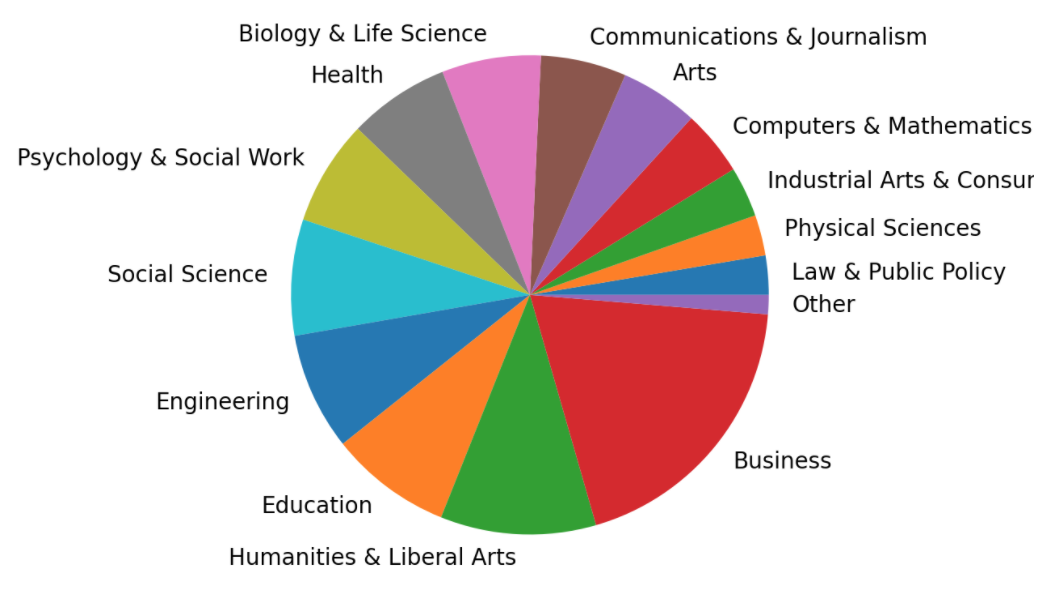 Biology & Life Science
Communications & Journalism
Health
Arts
Computers & Mathematics
Psychology & Social Work
Industrial Arts &
Physical Sciences
Social Science
Law & Public Policy
Other
Engineering
Business
Education
Humanities & Liberal Arts